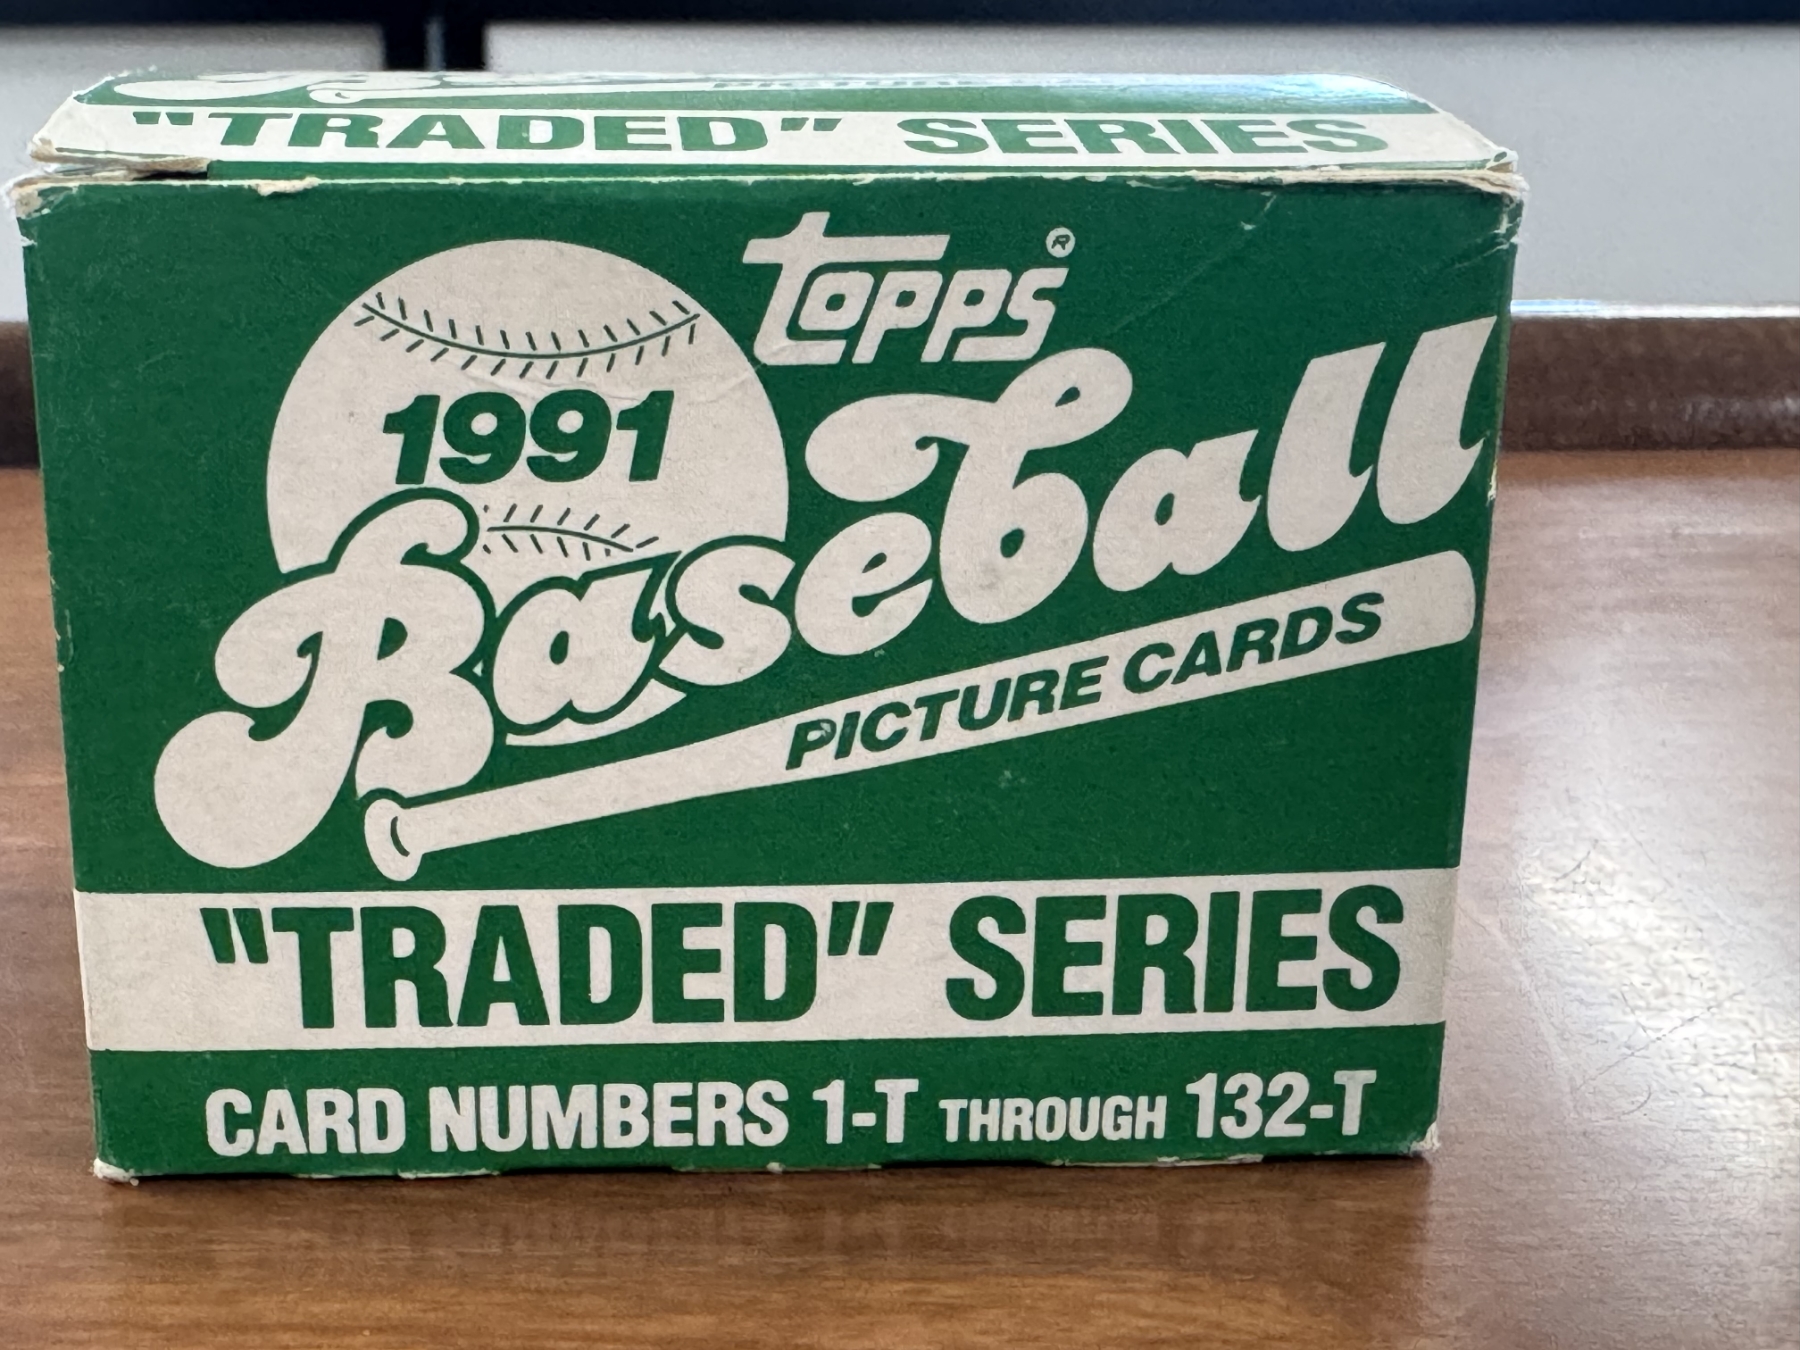 "TRADED" SERIES
topps®
1991
Baseball
PICTURE CARDS
"TRADED" SERIES
CARD NUMBERS 1-T THROUGH 132-T